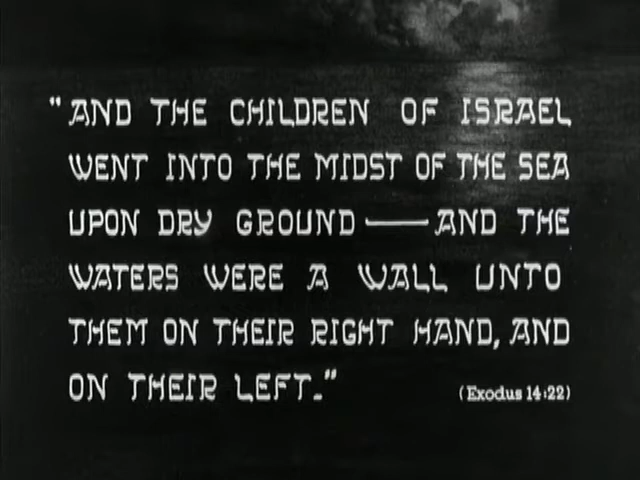 "AND THE CHILDREN OF ISRAEL
WENT INTO THE MIDST OF THE SEA
UPON DRY GROUND — AND THE
WATERS WERE A WALL UNTO
THEM ON THEIR RIGHT HAND, AND
ON THEIR LEFT."
(Exodus 14:22)